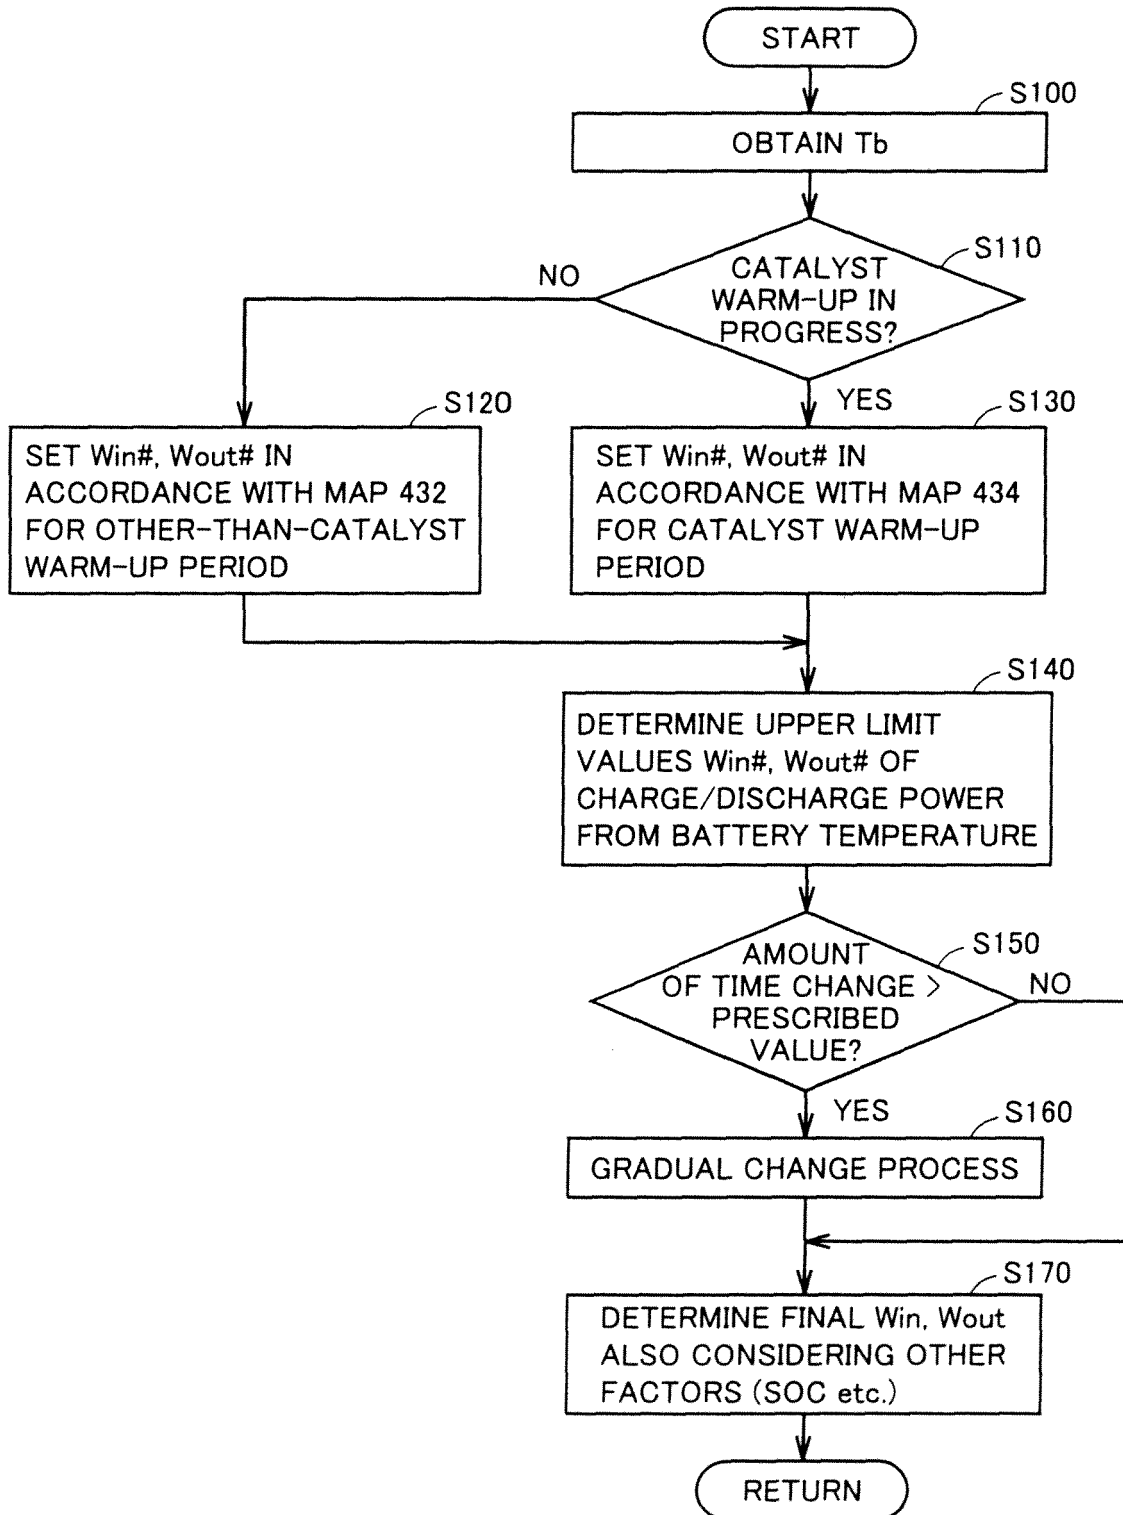 START
S100
OBTAIN Tb
S110
CATALYST
WARM-UP IN
PROGRESS?
NO
YES
S120
SET Win#, Wout# IN
ACCORDANCE WITH MAP 432
FOR OTHER-THAN-CATALYST
WARM-UP PERIOD
S130
SET Win#, Wout# IN
ACCORDANCE WITH MAP 434
FOR CATALYST WARM-UP
PERIOD
S140
DETERMINE UPPER LIMIT
VALUES Win#, Wout# OF
CHARGE/DISCHARGE POWER
FROM BATTERY TEMPERATURE
S150
AMOUNT
OF TIME CHANGE >
PRESCRIBED
VALUE?
NO
YES
S160
GRADUAL CHANGE PROCESS
S170
DETERMINE FINAL Win, Wout
ALSO CONSIDERING OTHER
FACTORS (SOC etc.)
RETURN